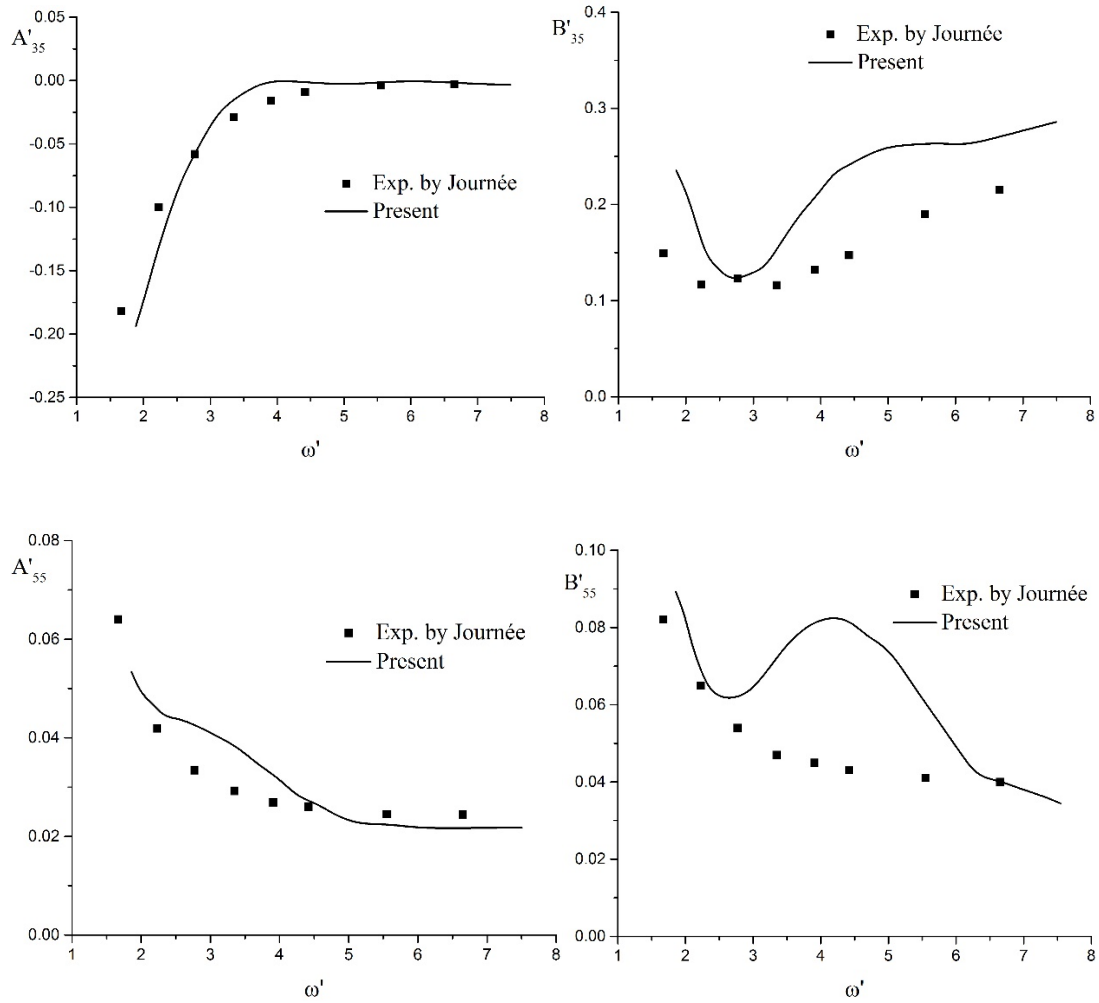 A'35
0.05
0.00
-0.05
-0.10
-0.15
-0.20
-0.25
Exp. by Journée
Present
1 2 3 4 5 6 7 8
ω'
B'35
0.4
0.3
0.2
0.1
0.0
Exp. by Journée
Present
1 2 3 4 5 6 7 8
ω'
A'55
0.08
0.06
0.04
0.02
0.00
Exp. by Journée
Present
1 2 3 4 5 6 7 8
ω'
B'55
0.10
0.08
0.06
0.04
0.02
0.00
Exp. by Journée
Present
1 2 3 4 5 6 7 8
ω'